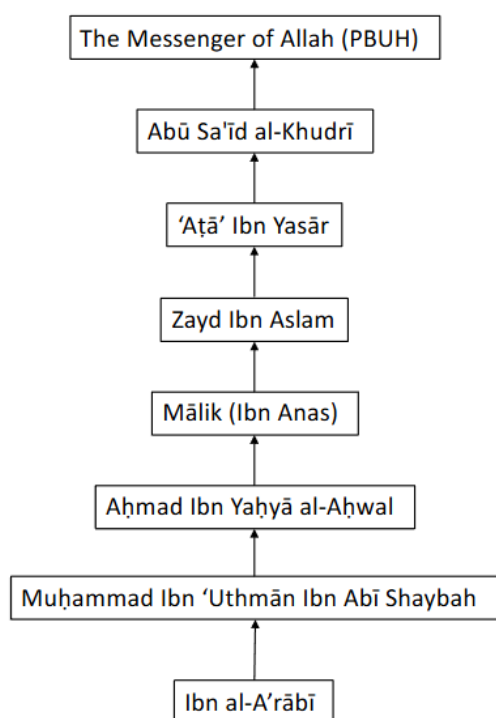 The Messenger of Allah (PBUH)
Abū Sa'īd al-Khudrī
‘Aṭā’ Ibn Yasār
Zayd Ibn Aslam
Mālik (Ibn Anas)
Aḥmad Ibn Yaḥyā al-Aḥwal
Muḥammad Ibn ‘Uthmān Ibn Abī Shaybah
Ibn al-A’rābī